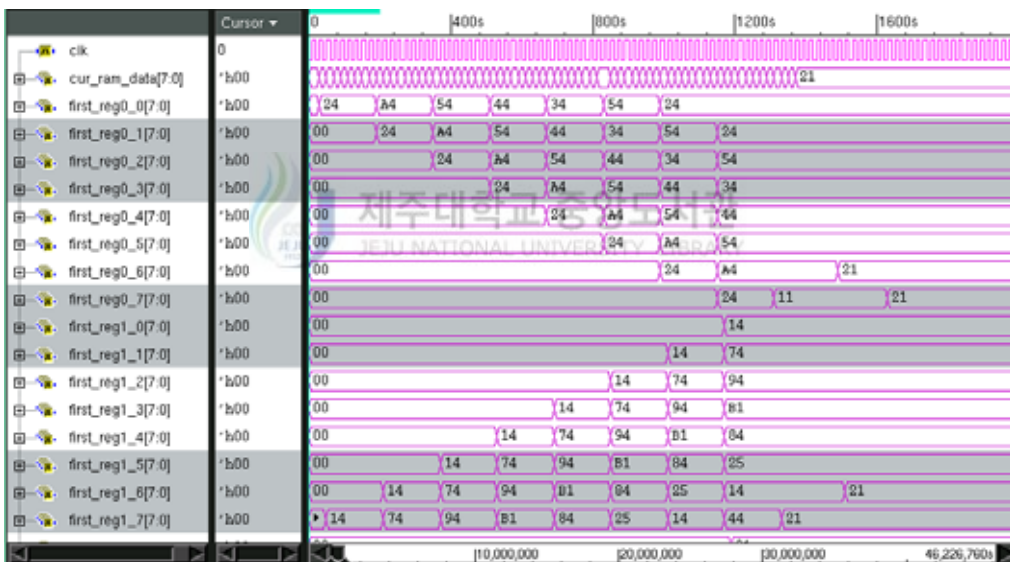 Cursor ▾ 0 400s 800s 1200s 1600s
clk 0
cur_ram_data[7:0] 'h00 21
first_reg0_0[7:0] 'h00 24 A4 54 44 34 54 24
first_reg0_1[7:0] 'h00 00 24 A4 54 44 34 54 24
first_reg0_2[7:0] 'h00 00 24 A4 54 44 34 54
first_reg0_3[7:0] 'h00 00 24 A4 54 44 34
first_reg0_4[7:0] 'h00 00 24 A4 54 44
제주대학교 중앙도서관
first_reg0_5[7:0] 'h00 00 24 A4 54
JEJU NATIONAL UNIVERSITY LIBRARY
first_reg0_6[7:0] 'h00 00 24 A4 21
first_reg0_7[7:0] 'h00 00 24 11 21
first_reg1_0[7:0] 'h00 00 14
first_reg1_1[7:0] 'h00 00 14 74
first_reg1_2[7:0] 'h00 00 14 74 94
first_reg1_3[7:0] 'h00 00 14 74 94 B1
first_reg1_4[7:0] 'h00 00 14 74 94 B1 84
first_reg1_5[7:0] 'h00 00 14 74 94 B1 84 25
first_reg1_6[7:0] 'h00 00 14 74 94 B1 84 25 14 21
first_reg1_7[7:0] 'h00 14 74 94 B1 84 25 14 44 21
10,000,000 20,000,000 30,000,000 46,226,760s